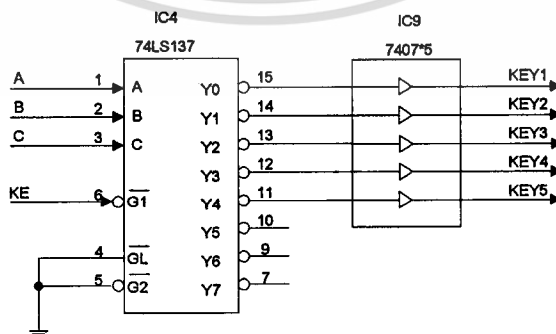 IC4
IC9
74LS137
7407*5
A 1 A Y0 15 KEY1
B 2 B Y1 14 KEY2
C 3 C Y2 13 KEY3
Y3 12 KEY4
KE 6 G1 Y4 11 KEY5
Y5 10
4 GL Y6 9
5 G2 Y7 7